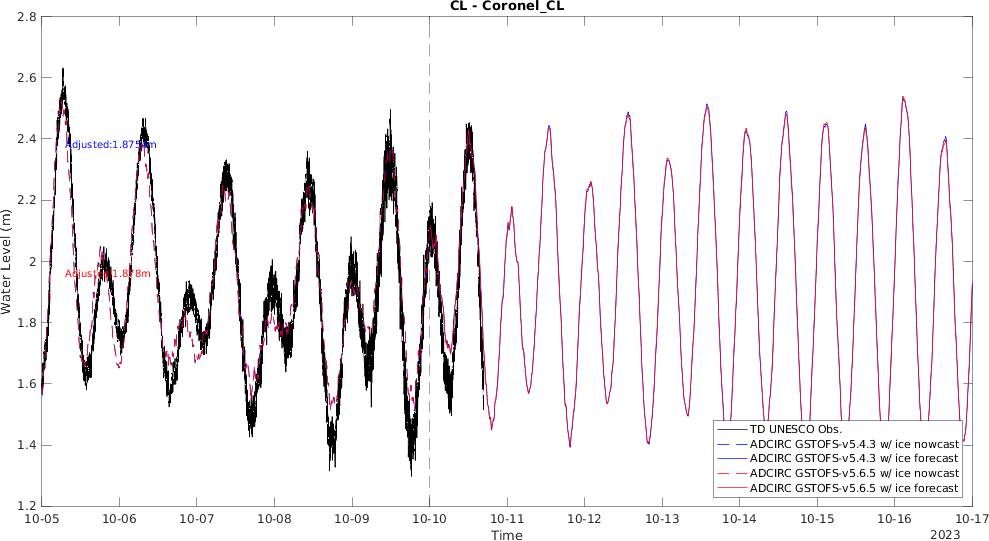 CL - Coronel_CL
2.8
2.6
2.4
2.2
2
1.8
1.6
1.4
1.2
Water Level (m)
Adjusted:1.875m
Adjusted:1.878m
TD UNESCO Obs.
ADCIRC GSTOFS-v5.4.3 w/ ice nowcast
ADCIRC GSTOFS-v5.4.3 w/ ice forecast
ADCIRC GSTOFS-v5.6.5 w/ ice nowcast
ADCIRC GSTOFS-v5.6.5 w/ ice forecast
10-05 10-06 10-07 10-08 10-09 10-10 10-11 10-12 10-13 10-14 10-15 10-16 10-17
Time
2023